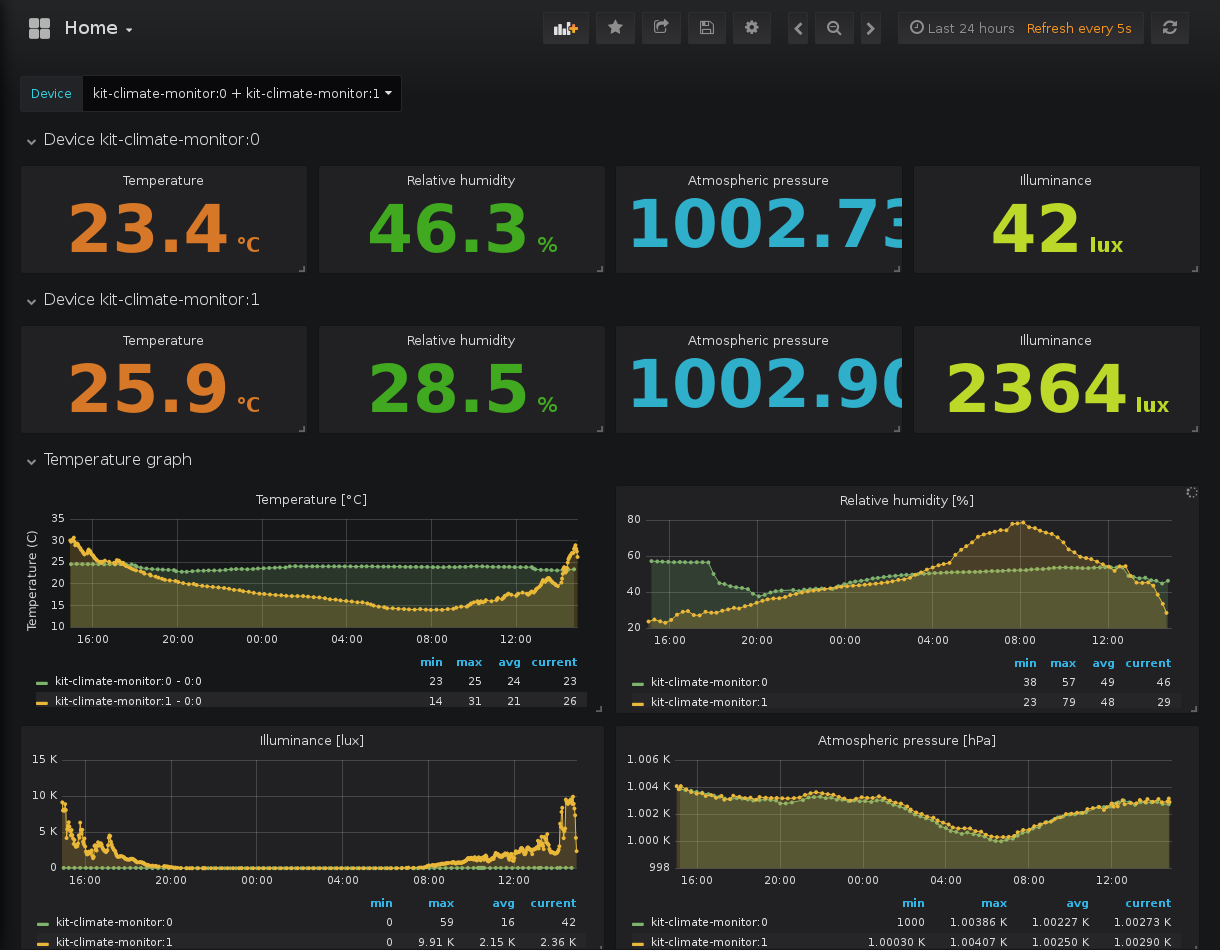 Home
Last 24 hours Refresh every 5s
Device kit-climate-monitor:0 + kit-climate-monitor:1
Device kit-climate-monitor:0
Temperature Relative humidity Atmospheric pressure Illuminance
23.4 °C 46.3 % 1002.73 42 lux
Device kit-climate-monitor:1
Temperature Relative humidity Atmospheric pressure Illuminance
25.9 °C 28.5 % 1002.90 2364 lux
Temperature graph
Temperature [°C]
Temperature (C)
35
30
25
20
15
10
16:00 20:00 00:00 04:00 08:00 12:00
min max avg current
kit-climate-monitor:0 - 0:0 23 25 24 23
kit-climate-monitor:1 - 0:0 14 31 21 26
Relative humidity [%]
80
60
40
20
16:00 20:00 00:00 04:00 08:00 12:00
min max avg current
kit-climate-monitor:0 38 57 49 46
kit-climate-monitor:1 23 79 48 29
Illuminance [lux]
15 K
10 K
5 K
0
16:00 20:00 00:00 04:00 08:00 12:00
min max avg current
kit-climate-monitor:0 0 59 16 42
kit-climate-monitor:1 0 9.91 K 2.15 K 2.36 K
Atmospheric pressure [hPa]
1.006 K
1.004 K
1.002 K
1.000 K
998
16:00 20:00 00:00 04:00 08:00 12:00
min max avg current
kit-climate-monitor:0 1000 1.00386 K 1.00227 K 1.00273 K
kit-climate-monitor:1 1.00030 K 1.00407 K 1.00250 K 1.00290 K